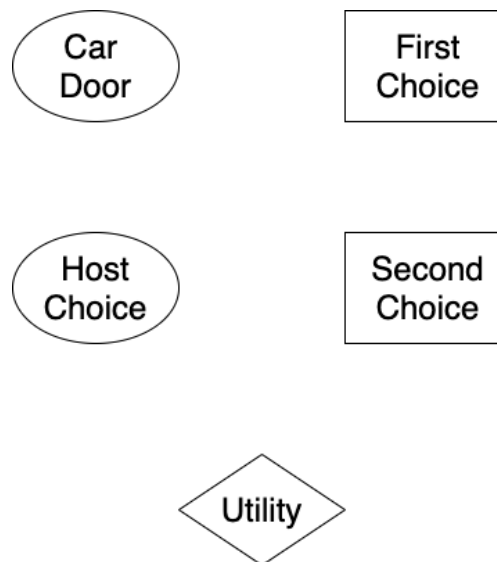 Car
Door
First
Choice
Host
Choice
Second
Choice
Utility